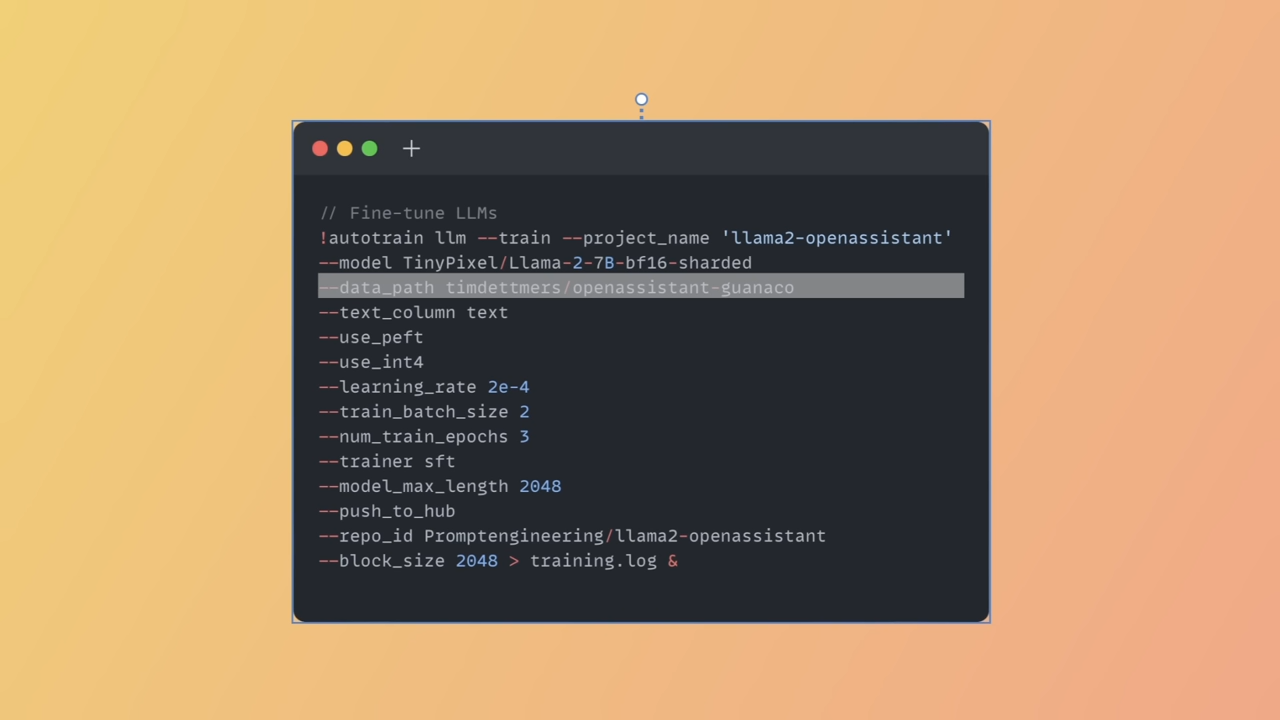 // Fine-tune LLMs
!autotrain llm --train --project_name 'llama2-openassistant'
--model TinyPixel/Llama-2-7B-bf16-sharded
--data_path timdettmers/openassistant-guanaco
--text_column text
--use_peft
--use_int4
--learning_rate 2e-4
--train_batch_size 2
--num_train_epochs 3
--trainer sft
--model_max_length 2048
--push_to_hub
--repo_id Promptengineering/llama2-openassistant
--block_size 2048 > training.log &